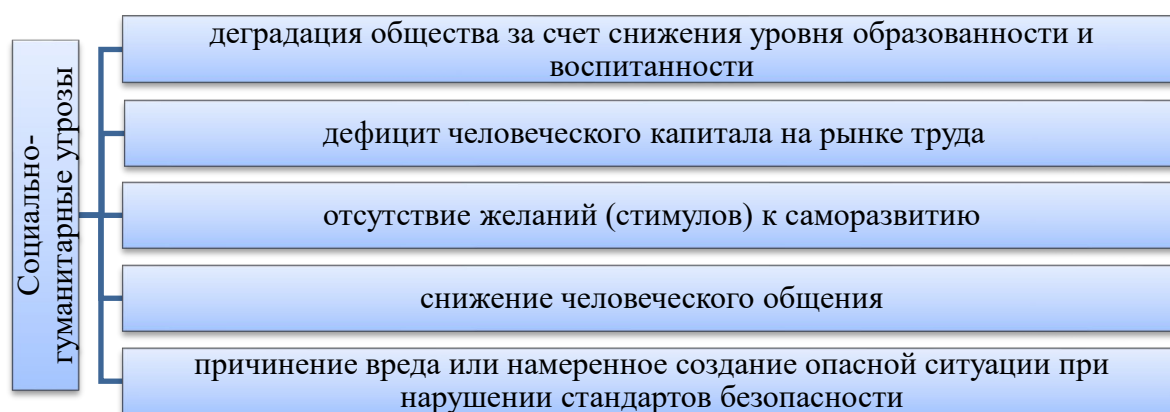 Социально-
гуманитарные угрозы
деградация общества за счет снижения уровня образованности и
воспитанности
дефицит человеческого капитала на рынке труда
отсутствие желаний (стимулов) к саморазвитию
снижение человеческого общения
причинение вреда или намеренное создание опасной ситуации при
нарушении стандартов безопасности